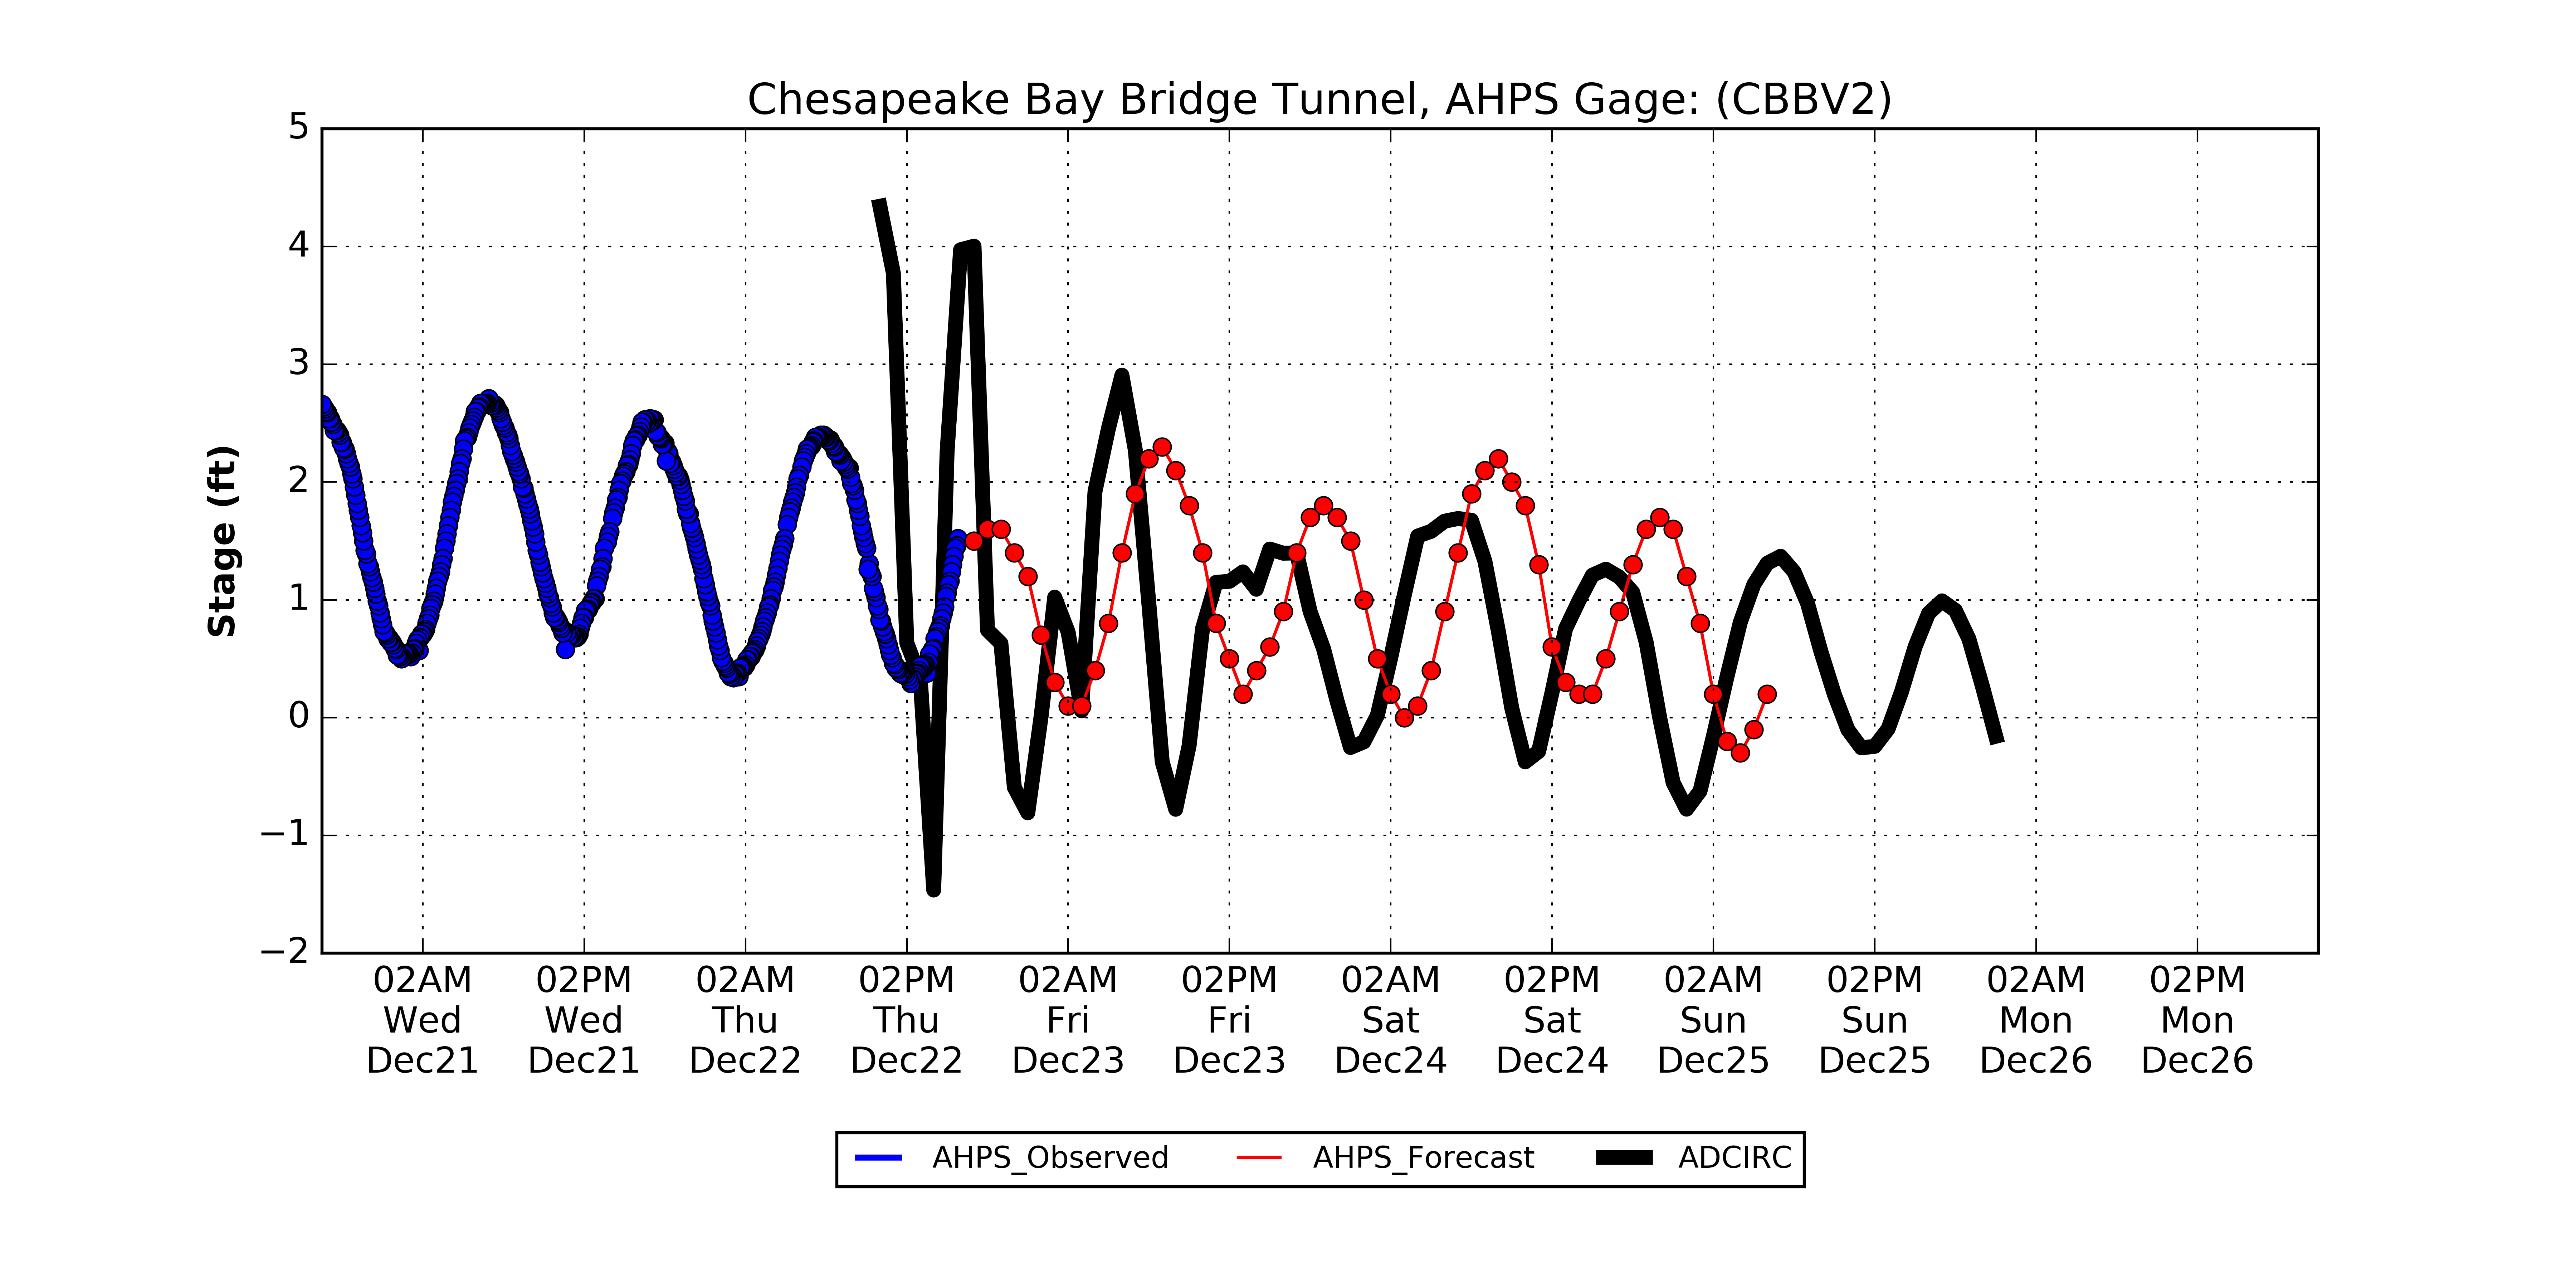 Chesapeake Bay Bridge Tunnel, AHPS Gage: (CBBV2)
5
4
3
2
1
0
−1
−2
Stage (ft)
02AM 02PM 02AM 02PM 02AM 02PM 02AM 02PM 02AM 02PM 02AM 02PM
Wed Wed Thu Thu Fri Fri Sat Sat Sun Sun Mon Mon
Dec21 Dec21 Dec22 Dec22 Dec23 Dec23 Dec24 Dec24 Dec25 Dec25 Dec26 Dec26
AHPS_Observed AHPS_Forecast ADCIRC